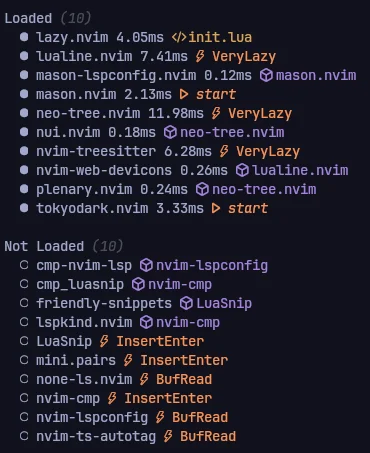 Loaded (10)
lazy.nvim 4.05ms </>init.lua
lualine.nvim 7.41ms VeryLazy
mason-lspconfig.nvim 0.12ms mason.nvim
mason.nvim 2.13ms start
neo-tree.nvim 11.98ms VeryLazy
nui.nvim 0.18ms neo-tree.nvim
nvim-treesitter 6.28ms VeryLazy
nvim-web-devicons 0.26ms lualine.nvim
plenary.nvim 0.24ms neo-tree.nvim
tokyodark.nvim 3.33ms start
Not Loaded (10)
cmp-nvim-lsp nvim-lspconfig
cmp_luasnip nvim-cmp
friendly-snippets LuaSnip
lspkind.nvim nvim-cmp
LuaSnip InsertEnter
mini.pairs InsertEnter
none-ls.nvim BufRead
nvim-cmp InsertEnter
nvim-lspconfig BufRead
nvim-ts-autotag BufRead